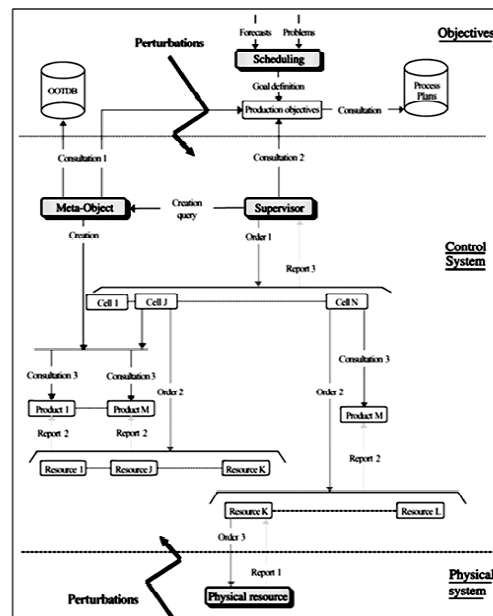 Forecasts Problems
Objectives
Perturbations
Scheduling
Goal definition
OOTDB
Process
Plans
Production objectives
Consultation
Consultation 1
Consultation 2
Meta-Object
Creation
query
Supervisor
Creation
Order 1
Control
System
Report 3
Cell 1
Cell J
Cell N
Consultation 3
Consultation 3
Consultation 3
Order 2
Order 2
Product 1
Product M
Product M
Report 2
Report 2
Report 2
Resource 1
Resource J
Resource K
Resource K
Resource L
Order 3
Report 1
Physical
system
Perturbations
Physical resource